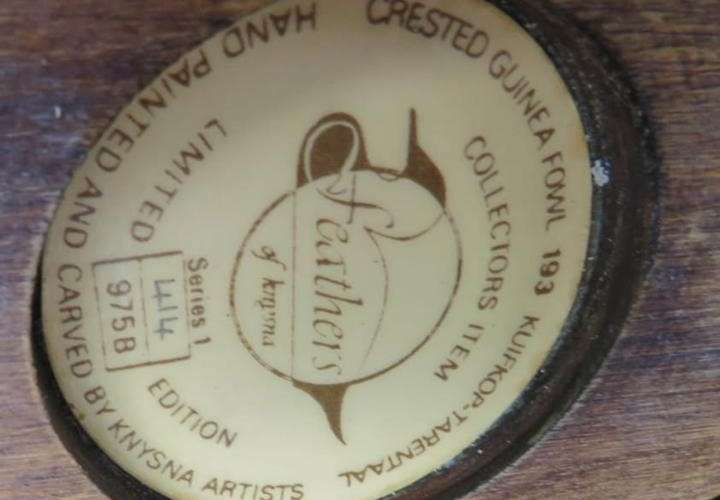 CRESTED GUINEA FOWL 193 KUIFKOP-TARENTAAL
HAND PAINTED AND CARVED BY KNYSNA ARTISTS
COLLECTORS ITEM
LIMITED EDITION
Feathers
of knysna
Series 1
414
975B